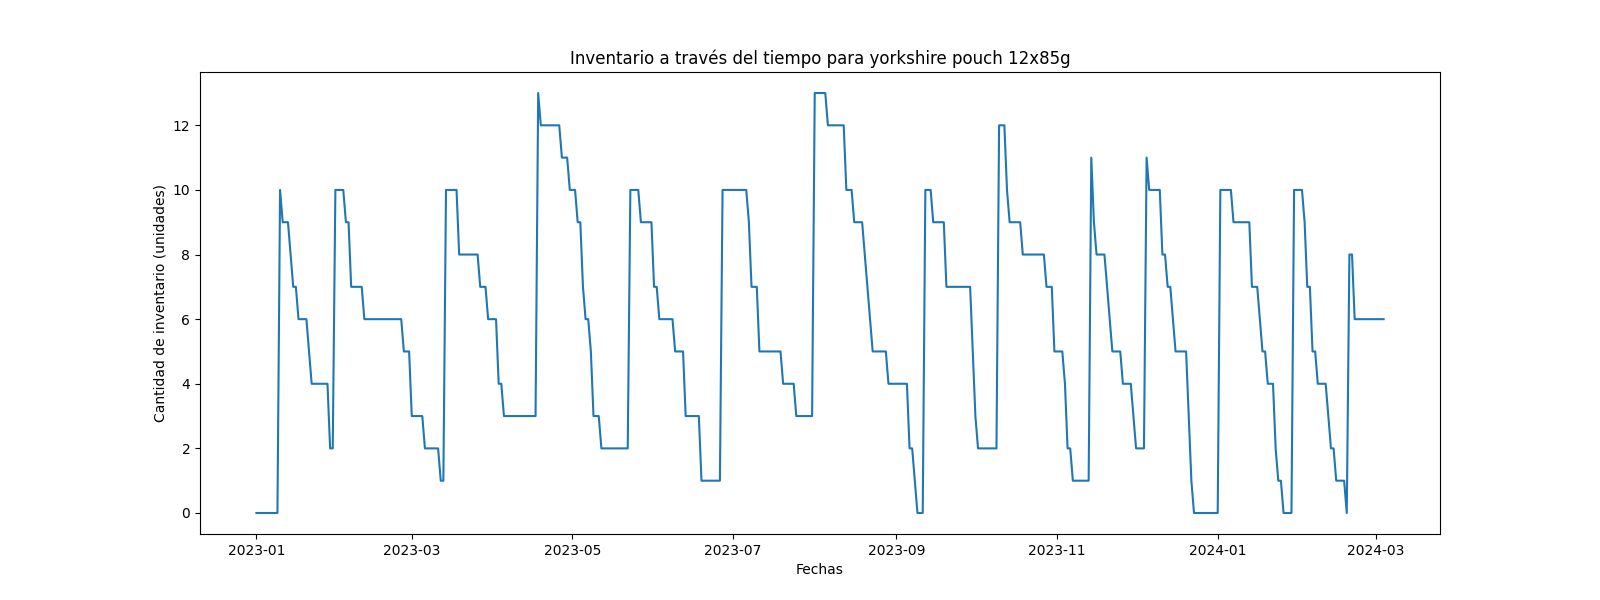 Inventario a través del tiempo para yorkshire pouch 12x85g
Cantidad de inventario (unidades)
12
10
8
6
4
2
0
2023-01 2023-03 2023-05 2023-07 2023-09 2023-11 2024-01 2024-03
Fechas